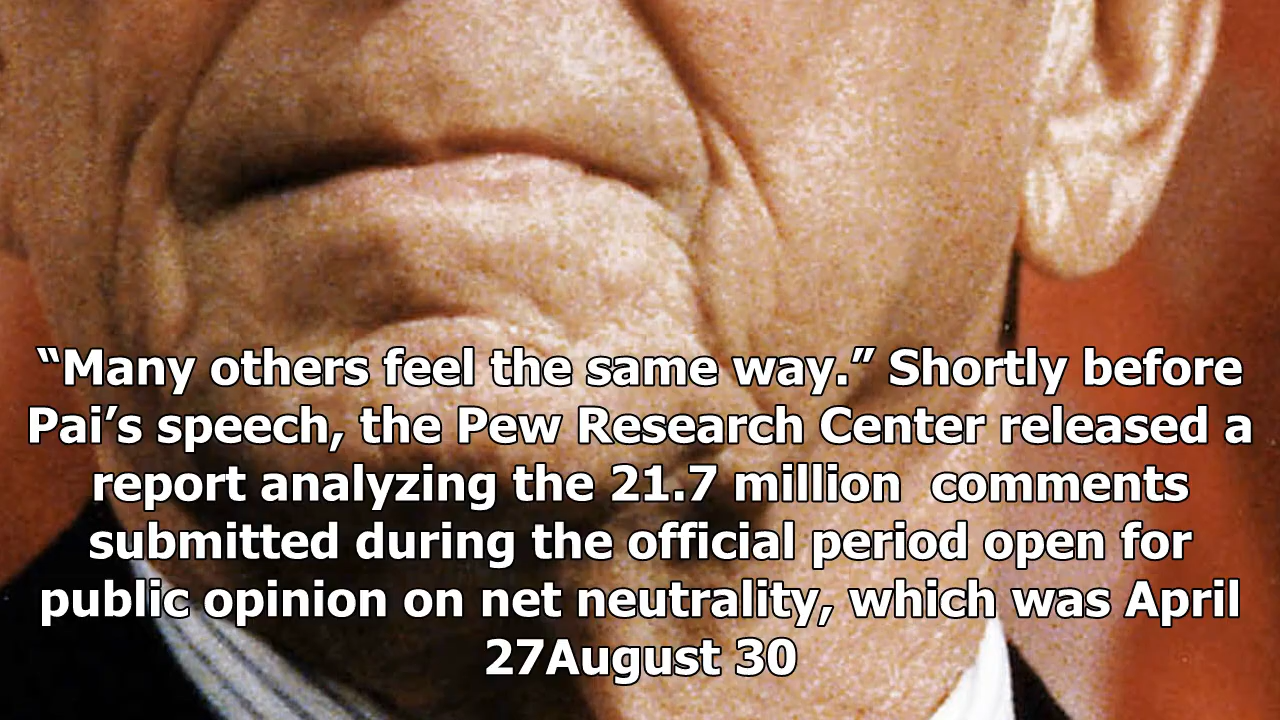 “Many others feel the same way.” Shortly before
Pai’s speech, the Pew Research Center released a
report analyzing the 21.7 million  comments
submitted during the official period open for
public opinion on net neutrality, which was April
27August 30